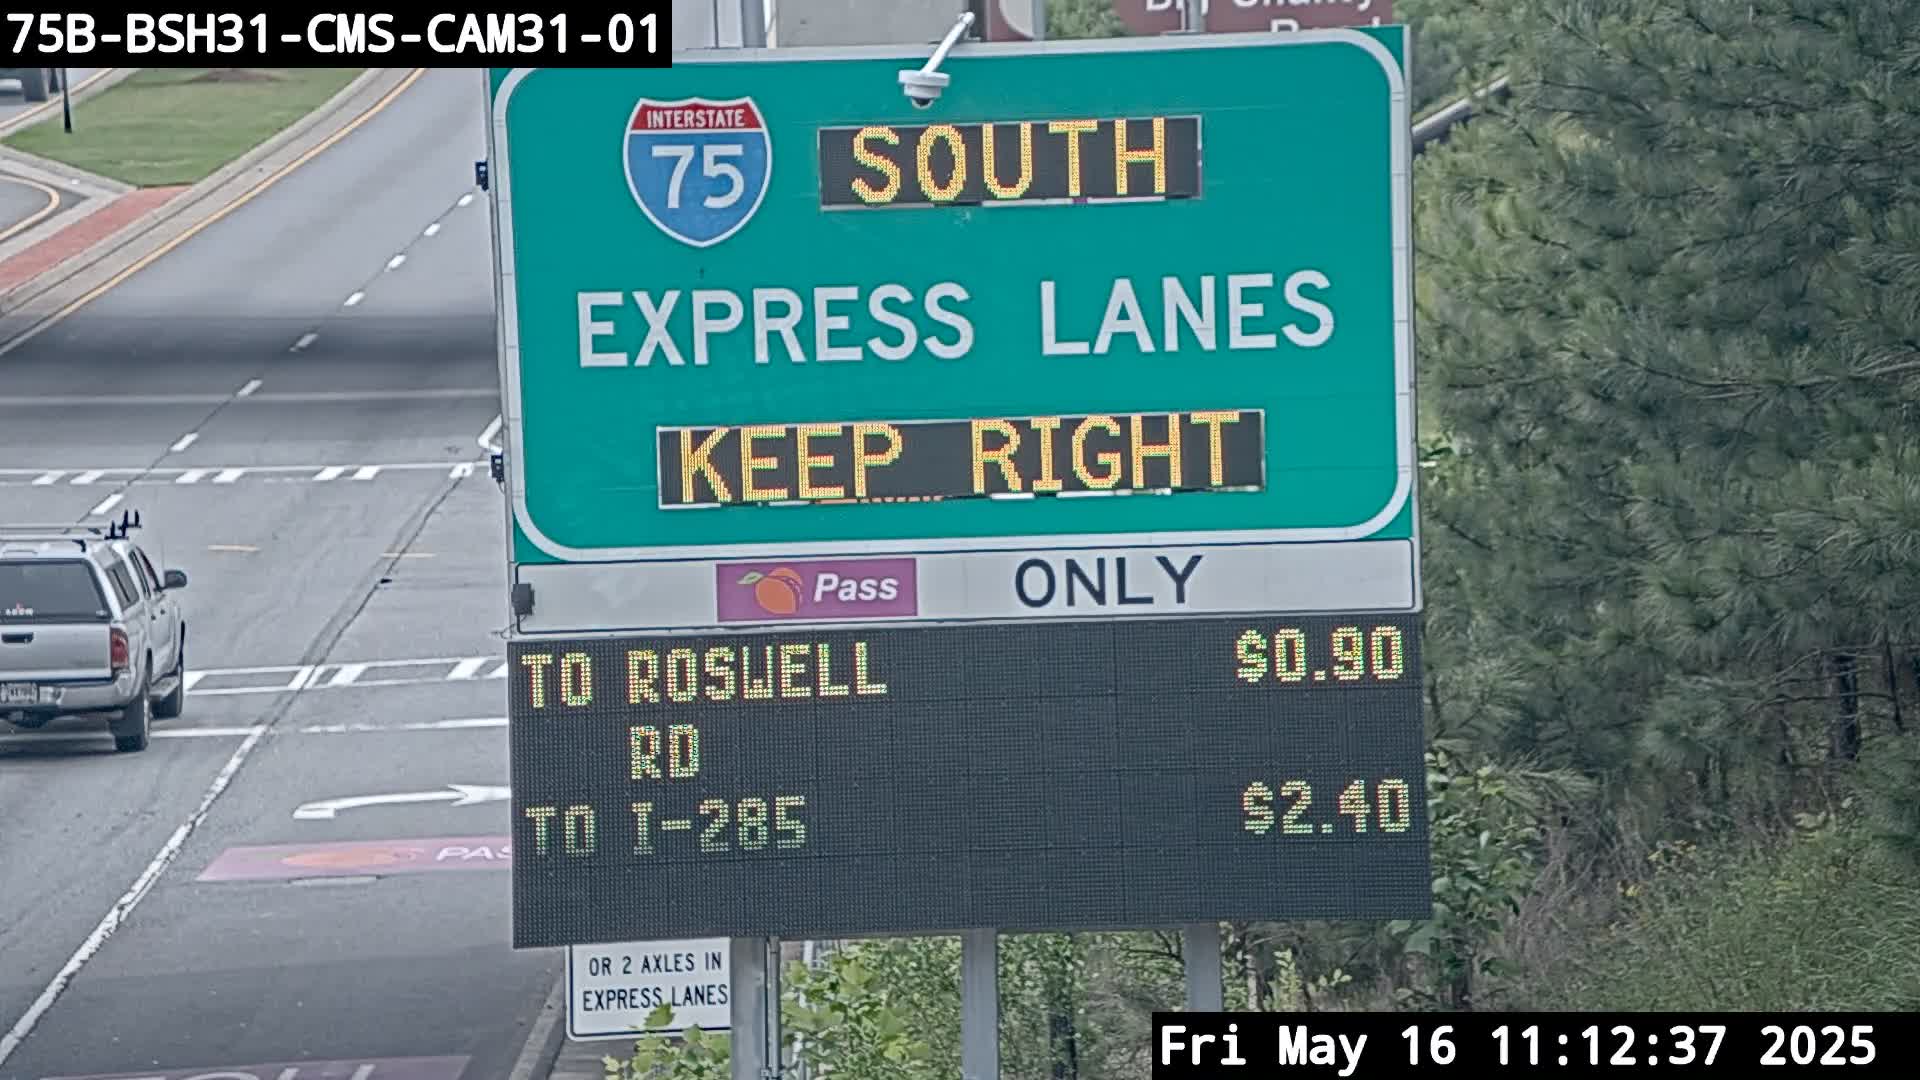 75B-BSH31-CMS-CAM31-01
INTERSTATE
75
SOUTH
EXPRESS LANES
KEEP RIGHT
Pass ONLY
TO ROSWELL $0.90
RD
TO I-285 $2.40
PAS
OR 2 AXLES IN
EXPRESS LANES
Fri May 16 11:12:37 2025